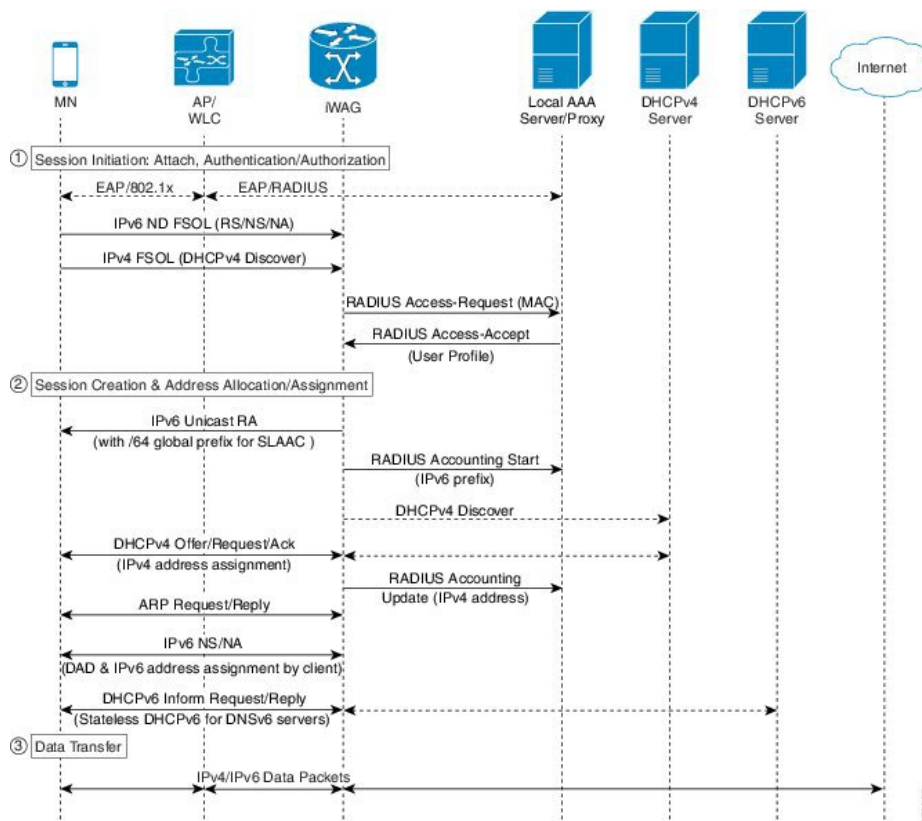 MN
AP/
WLC
iWAG
Local AAA
Server/Proxy
DHCPv4
Server
DHCPv6
Server
Internet
1 Session Initiation: Attach, Authentication/Authorization
EAP/802.1x
EAP/RADIUS
IPv6 ND FSOL (RS/NS/NA)
IPv4 FSOL (DHCPv4 Discover)
RADIUS Access-Request (MAC)
RADIUS Access-Accept
(User Profile)
2 Session Creation & Address Allocation/Assignment
IPv6 Unicast RA
(with /64 global prefix for SLAAC )
RADIUS Accounting Start
(IPv6 prefix)
DHCPv4 Discover
DHCPv4 Offer/Request/Ack
(IPv4 address assignment)
RADIUS Accounting
Update (IPv4 address)
ARP Request/Reply
IPv6 NS/NA
(DAD & IPv6 address assignment by client)
DHCPv6 Inform Request/Reply
(Stateless DHCPv6 for DNSv6 servers)
3 Data Transfer
IPv4/IPv6 Data Packets